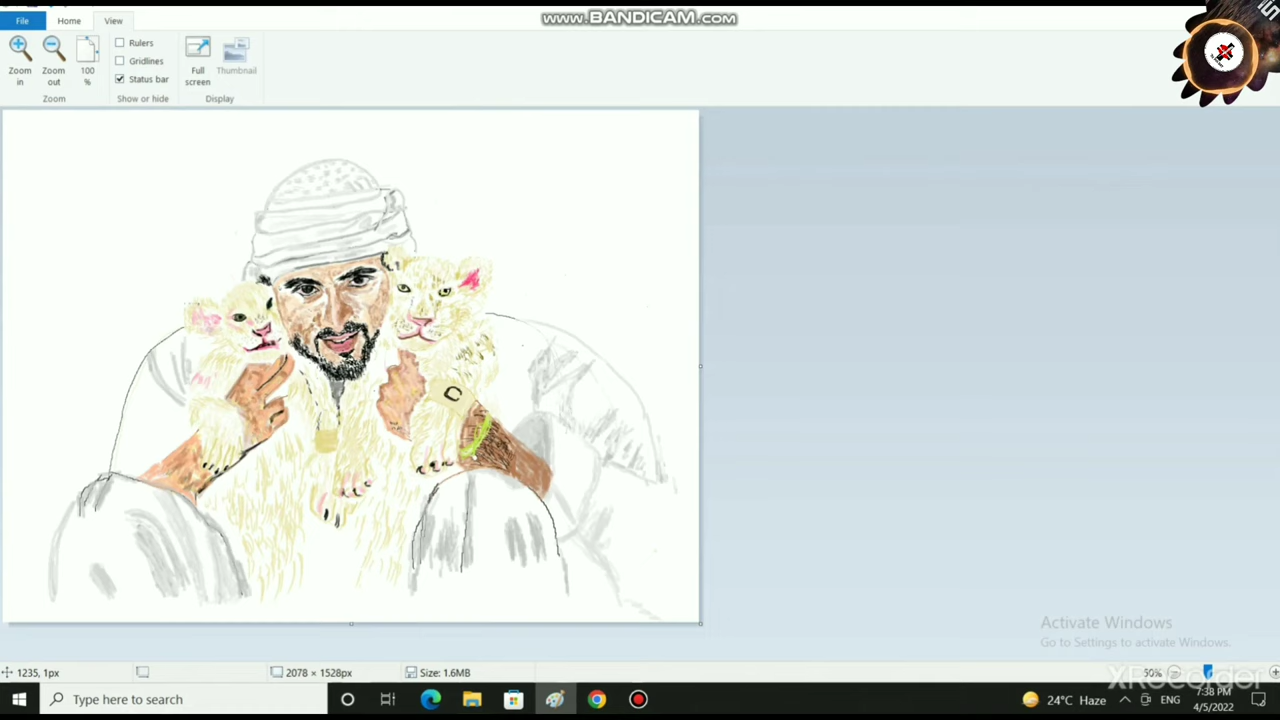 www.BANDICAM.com
File Home View
Zoom in
Zoom out
100 %
Rulers
Gridlines
Status bar
Full screen
Thumbnail
Zoom
Show or hide
Display
C
Activate Windows
Go to Settings to activate Windows.
1235, 1px
2078 × 1528px
Size: 1.6MB
XRecorder
Type here to search
24°C Haze
ENG
7:38 PM
4/5/2022